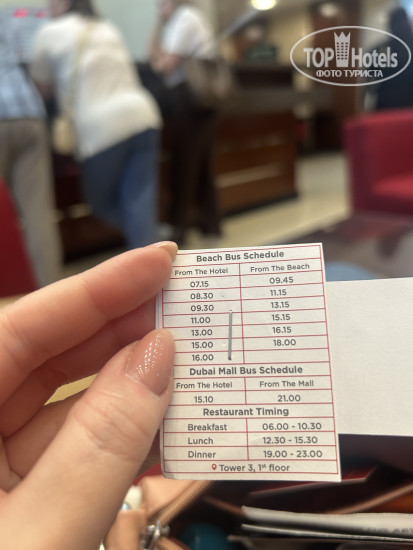 TOPHotels
ФОТО ТУРИСТА
Beach Bus Schedule
From The Hotel From The Beach
07.15 09.45
08.30 11.15
09.30 13.15
11.00 15.15
13.00 16.15
15.00 18.00
16.00
Dubai Mall Bus Schedule
From The Hotel From The Mall
15.10 21.00
Restaurant Timing
Breakfast 06.00 - 10.30
Lunch 12.30 - 15.30
Dinner 19.00 - 23.00
Tower 3, 1st floor